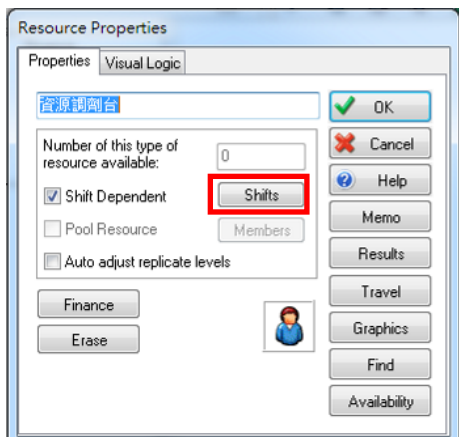 Resource Properties
Properties
Visual Logic
資源調劑台
Number of this type of
resource available:
0
Shift Dependent
Shifts
Pool Resource
Members
Auto adjust replicate levels
Finance
Erase
OK
Cancel
Help
Memo
Results
Travel
Graphics
Find
Availability